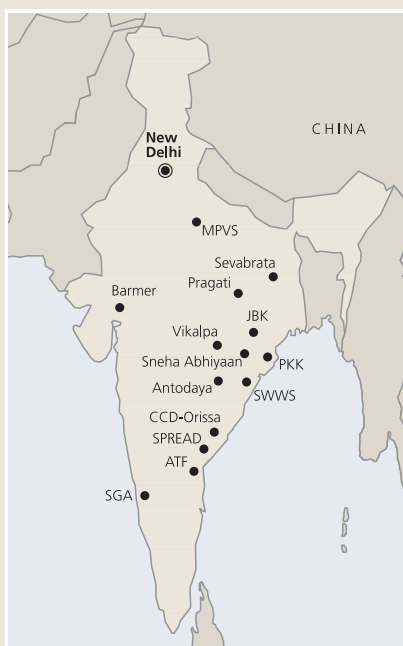 CHINA
New
Delhi
MPVS
Sevabrata
Pragati
Barmer
JBK
Vikalpa
Sneha Abhiyaan
PKK
Antodaya
SWWS
CCD-Orissa
SPREAD
ATF
SGA